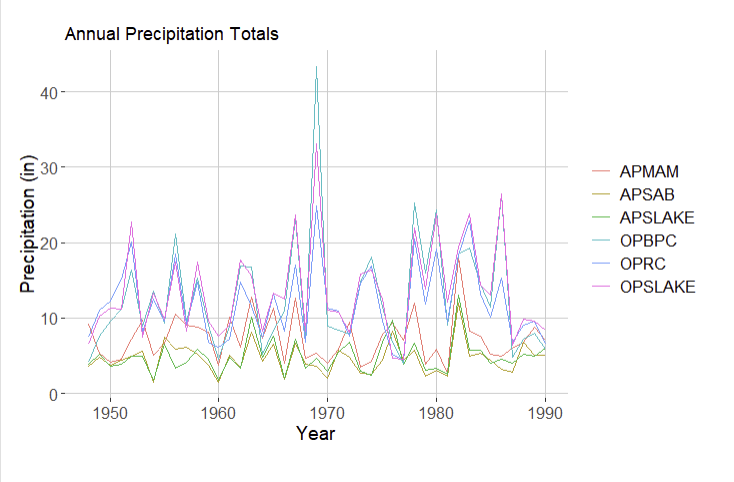 Annual Precipitation Totals
Precipitation (in)
40
30
20
10
0
1950 1960 1970 1980 1990
Year
APMAM
APSAB
APSLAKE
OPBPC
OPRC
OPSLAKE